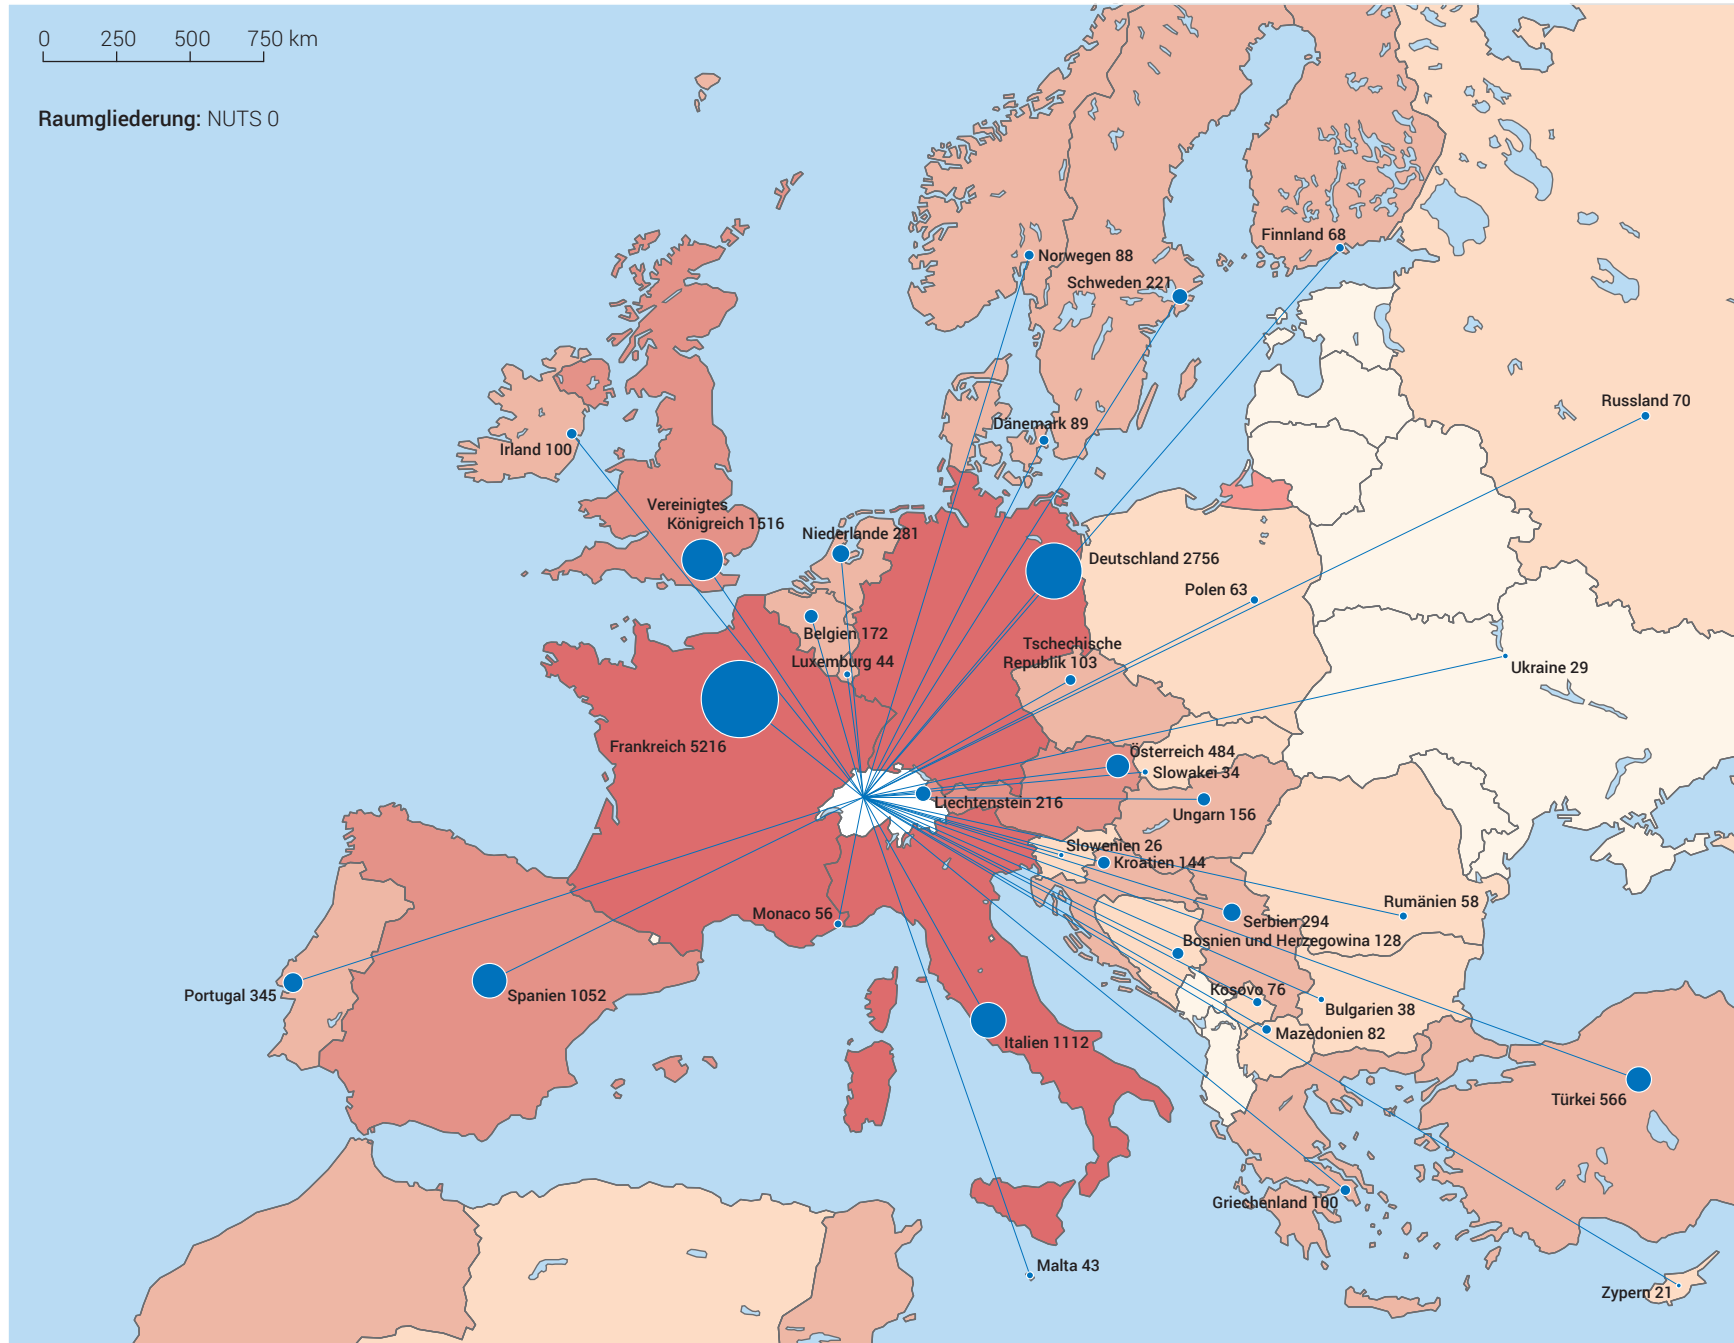 0 250 500 750 km
Raumgliederung: NUTS 0
Finnland 68
Norwegen 88
Schweden 221
Russland 70
Dänemark 89
Irland 100
Vereinigtes
Königreich 1516
Niederlande 281
Deutschland 2756
Polen 63
Belgien 172
Tschechische
Republik 103
Luxemburg 44
Ukraine 29
Frankreich 5216
Österreich 484
Slowakei 34
Liechtenstein 216
Ungarn 156
Slowenien 26
Kroatien 144
Rumänien 58
Monaco 56
Serbien 294
Bosnien und Herzegowina 128
Portugal 345
Spanien 1052
Kosovo 76
Bulgarien 38
Mazedonien 82
Italien 1112
Türkei 566
Griechenland 100
Malta 43
Zypern 21